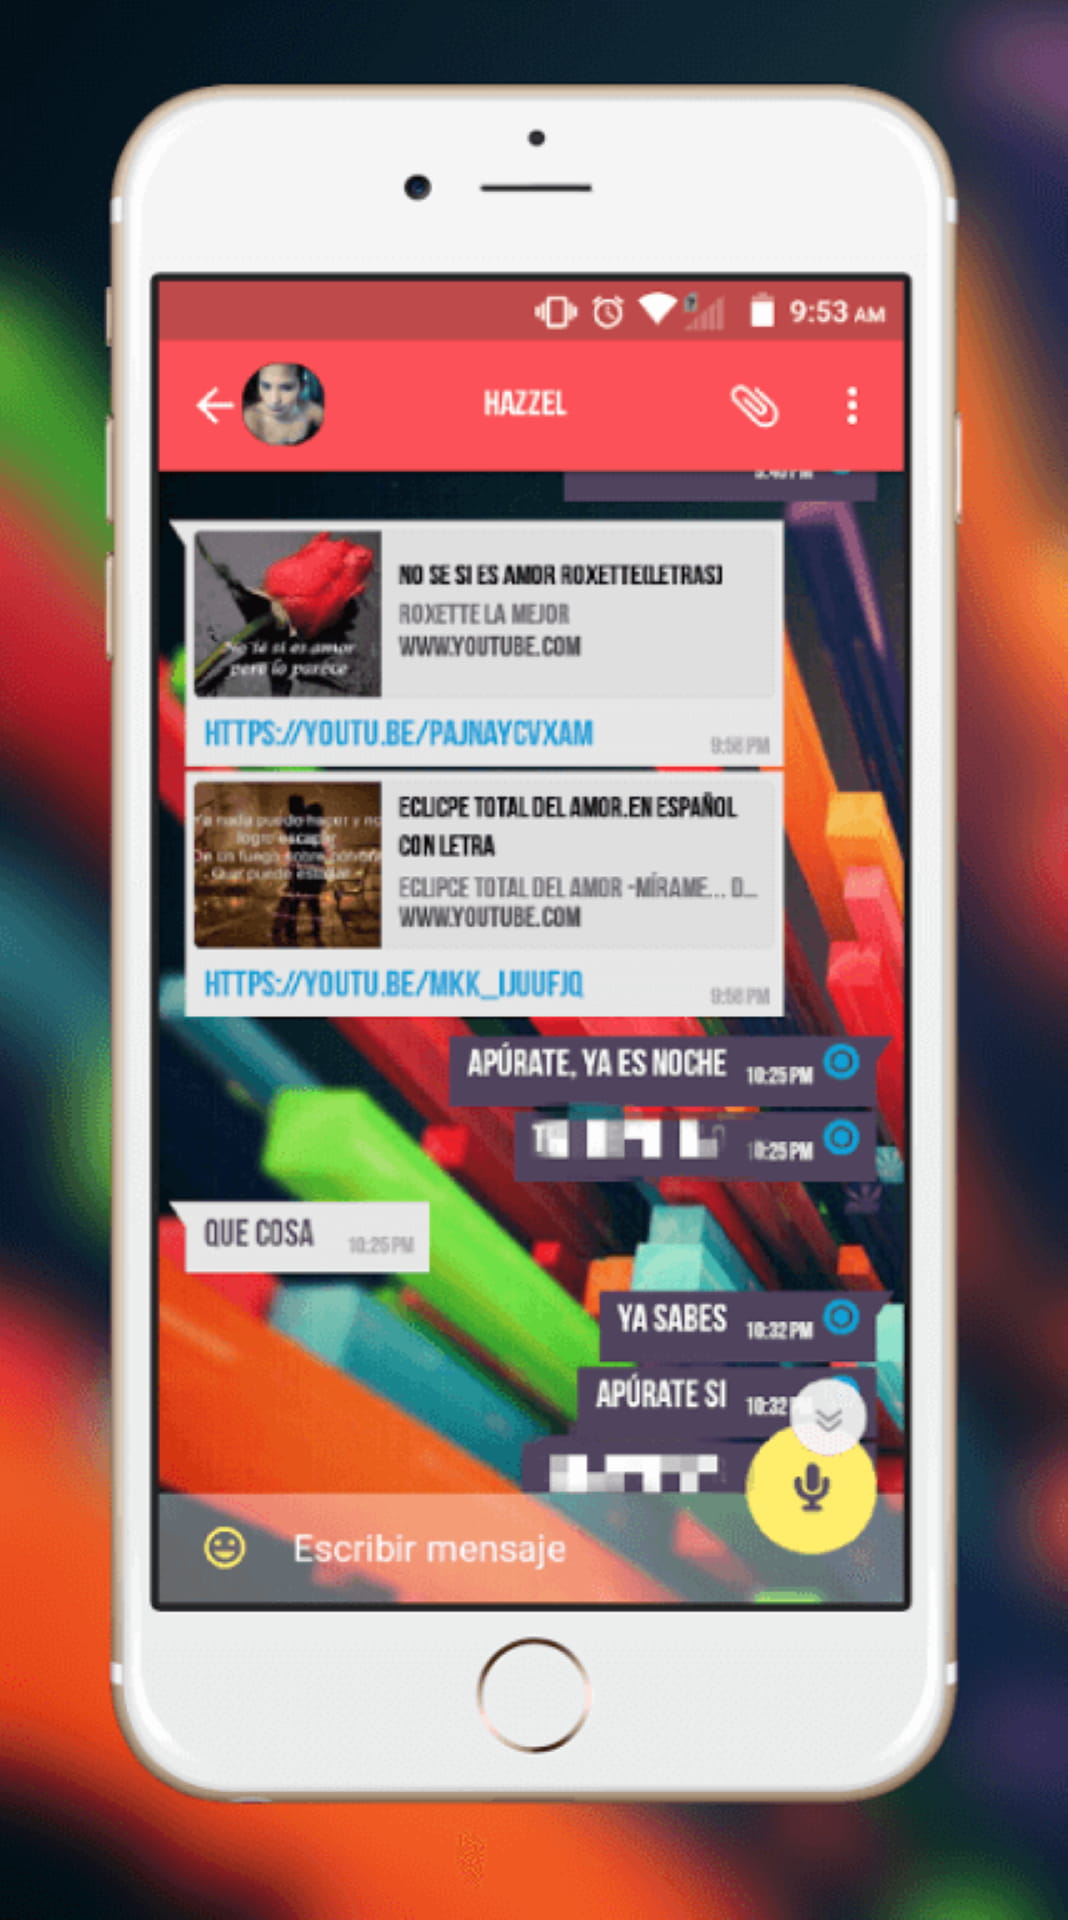 9:53 AM
HAZZEL
NO SE SI ES AMOR ROXETTE(LETRAS)
ROXETTE LA MEJOR
WWW.YOUTUBE.COM
No sé si es amor
pero lo parece
HTTPS://YOUTU.BE/PAJNAYCVXAM
9:58 PM
ECLICPE TOTAL DEL AMOR.EN ESPAÑOL
CON LETRA
ECLIPCE TOTAL DEL AMOR -MÍRAME... D...
WWW.YOUTUBE.COM
Ya nada puedo hacer y no
logro escapar
De un fuego sobre
Que puede estallar
HTTPS://YOUTU.BE/MKK_IJUUFJQ
9:58 PM
APÚRATE, YA ES NOCHE 10:25 PM
10:25 PM
QUE COSA 10:25 PM
YA SABES 10:32 PM
APÚRATE SI 10:32
Escribir mensaje